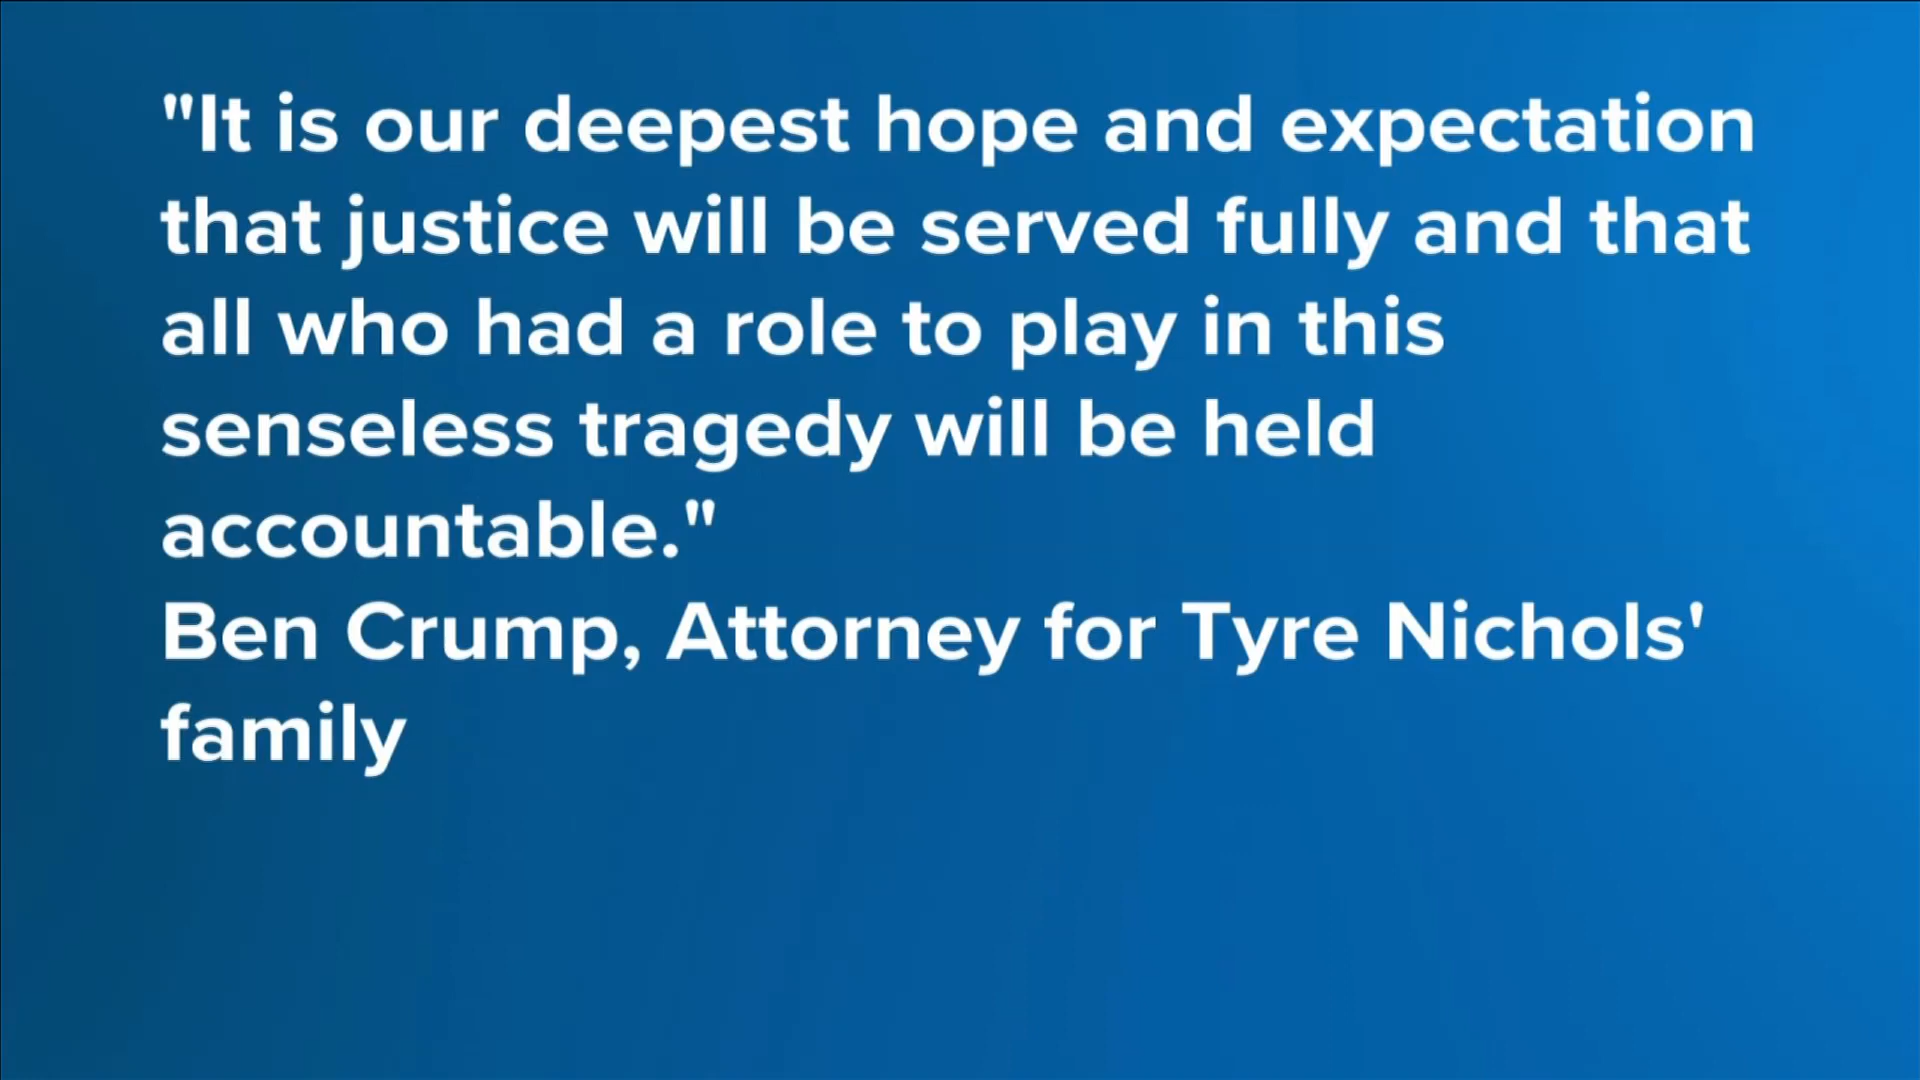 "It is our deepest hope and expectation
that justice will be served fully and that
all who had a role to play in this
senseless tragedy will be held
accountable."
Ben Crump, Attorney for Tyre Nichols'
family